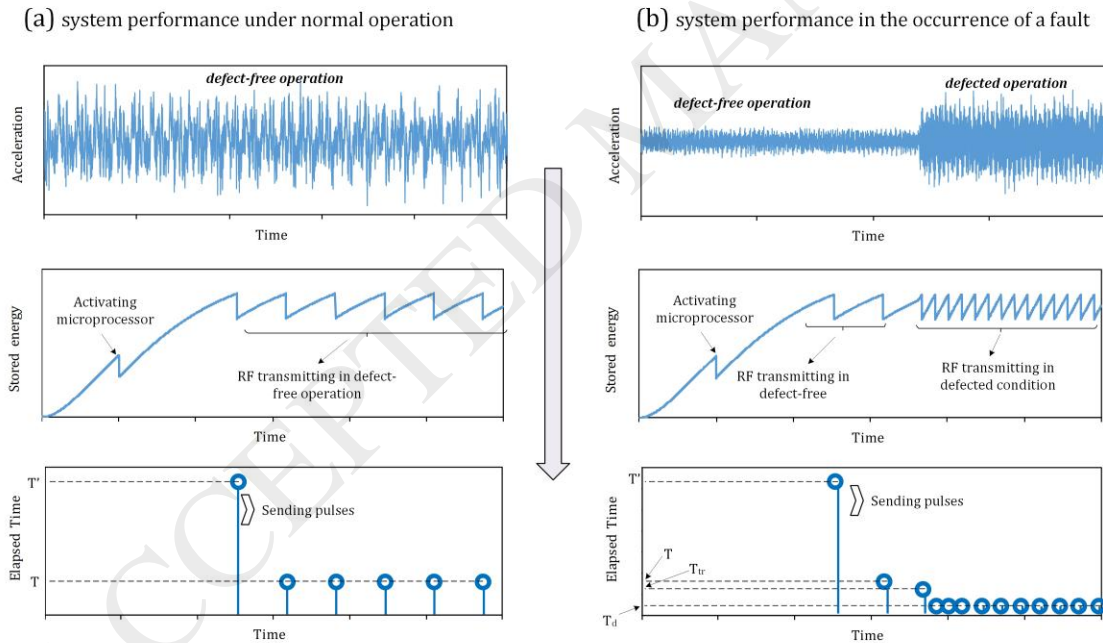 (a) system performance under normal operation
defect-free operation
Acceleration
Time
Activating
microprocessor
RF transmitting in defect-
free operation
Stored energy
Time
T'
Sending pulses
T
Elapsed Time
Time
(b) system performance in the occurrence of a fault
defect-free operation
defected operation
Acceleration
Time
Activating
microprocessor
RF transmitting in
defect-free
RF transmitting in
defected condition
Stored energy
Time
T'
Sending pulses
T
Ttr
Td
Elapsed Time
Time
CCEPTED MA